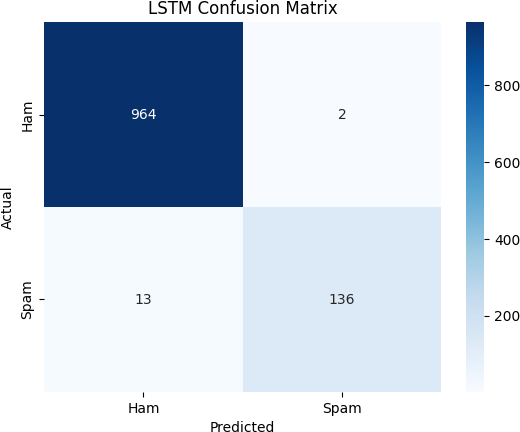 LSTM Confusion Matrix
Actual
Ham
964
2
Spam
13
136
Ham
Spam
Predicted
800
600
400
200